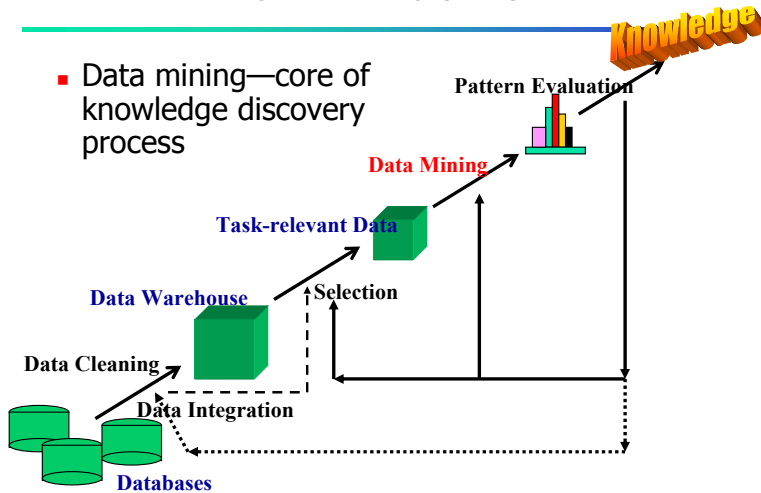 Knowledge
Data mining—core of
knowledge discovery
process
Pattern Evaluation
Data Mining
Task-relevant Data
Selection
Data Warehouse
Data Cleaning
Data Integration
Databases